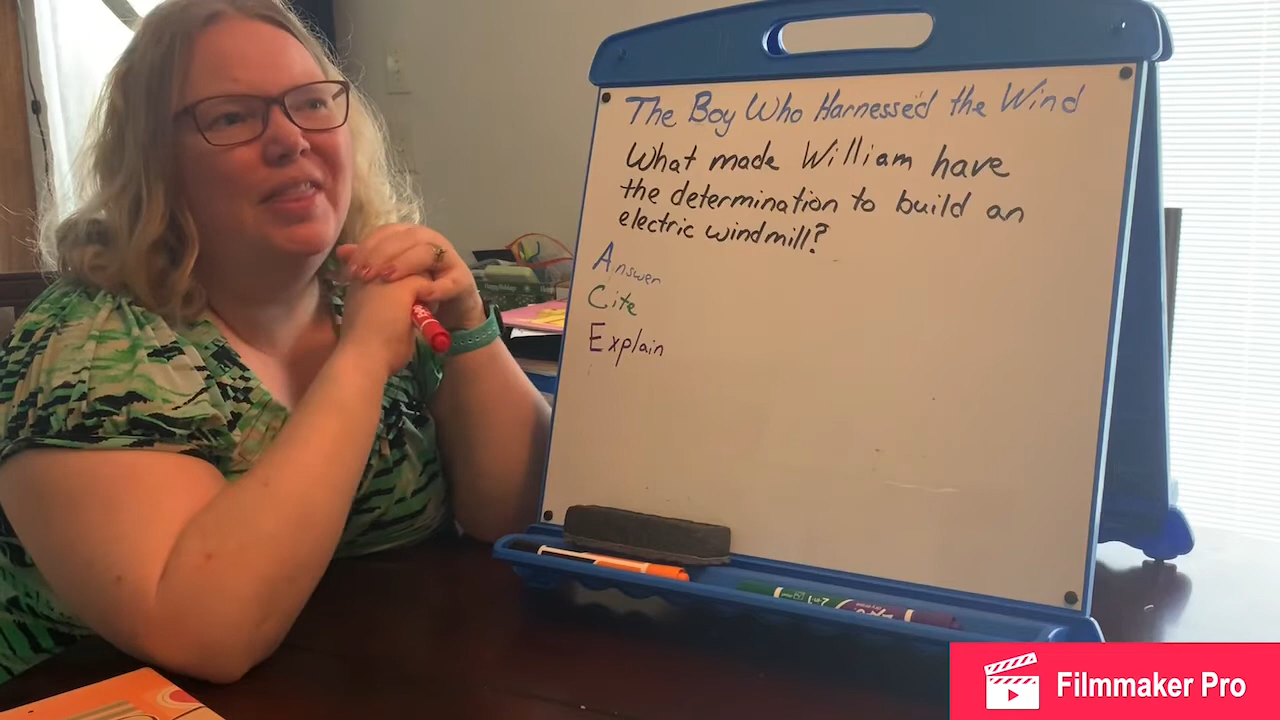 The Boy Who Harnessed the Wind
What made William have
the determination to build an
electric windmill?
Answer
Cite
Explain
Filmmaker Pro